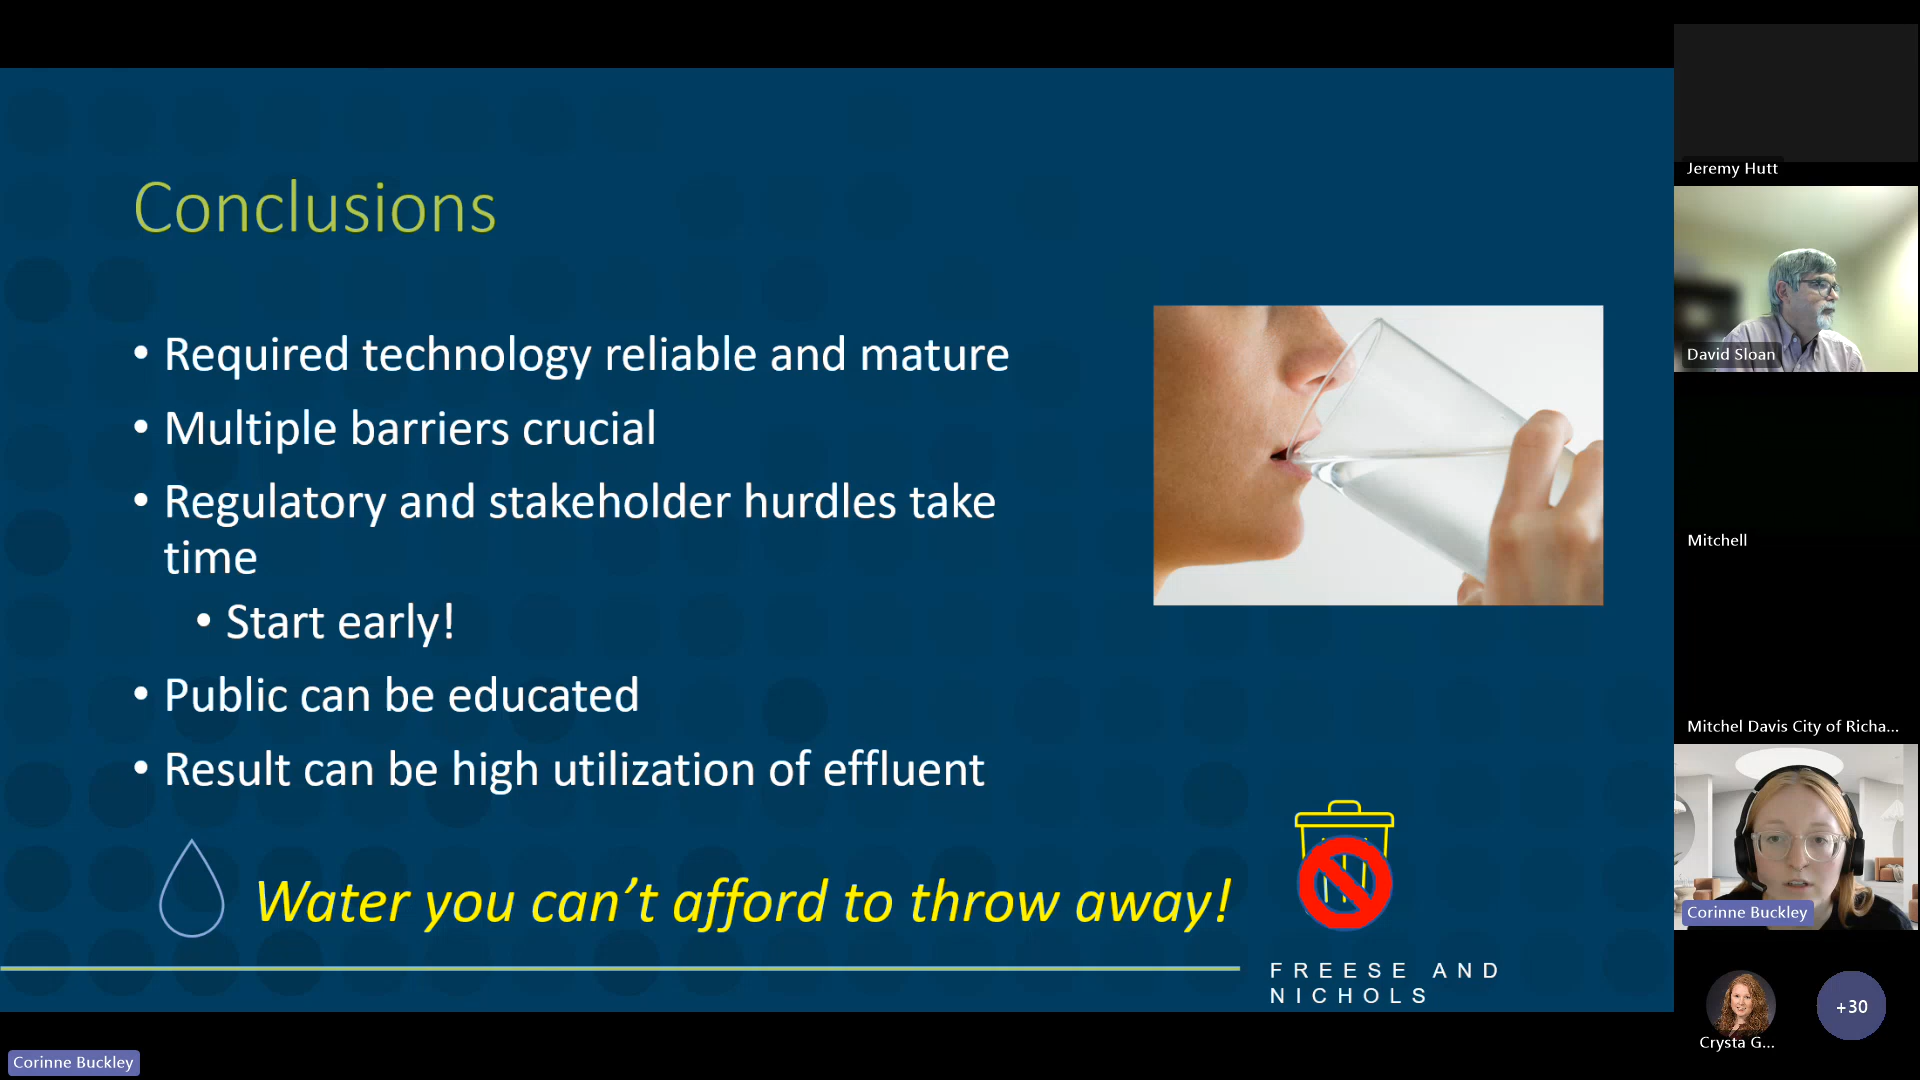 Conclusions
• Required technology reliable and mature
• Multiple barriers crucial
• Regulatory and stakeholder hurdles take
time
• Start early!
• Public can be educated
• Result can be high utilization of effluent
Water you can’t afford to throw away!
FREESE AND
NICHOLS
Jeremy Hutt
David Sloan
Mitchell
Mitchel Davis City of Richa...
Corinne Buckley
Crysta G...
+30
Corinne Buckley